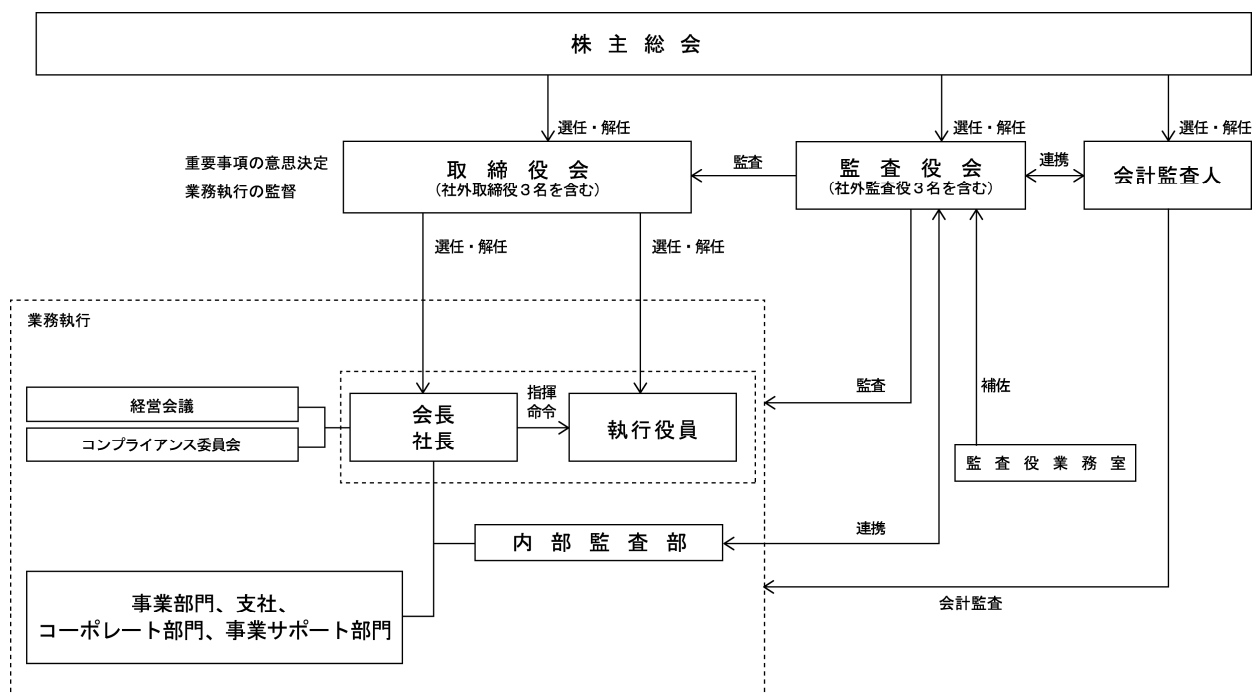 株主総会
選任・解任
選任・解任
選任・解任
重要事項の意思決定
業務執行の監督
取締役会
(社外取締役3名を含む)
監査
監査役会
(社外監査役3名を含む)
連携
会計監査人
選任・解任
選任・解任
業務執行
経営会議
コンプライアンス委員会
会長
社長
指揮
命令
執行役員
監査
補佐
監査役業務室
内部監査部
連携
会計監査
事業部門、支社、
コーポレート部門、事業サポート部門